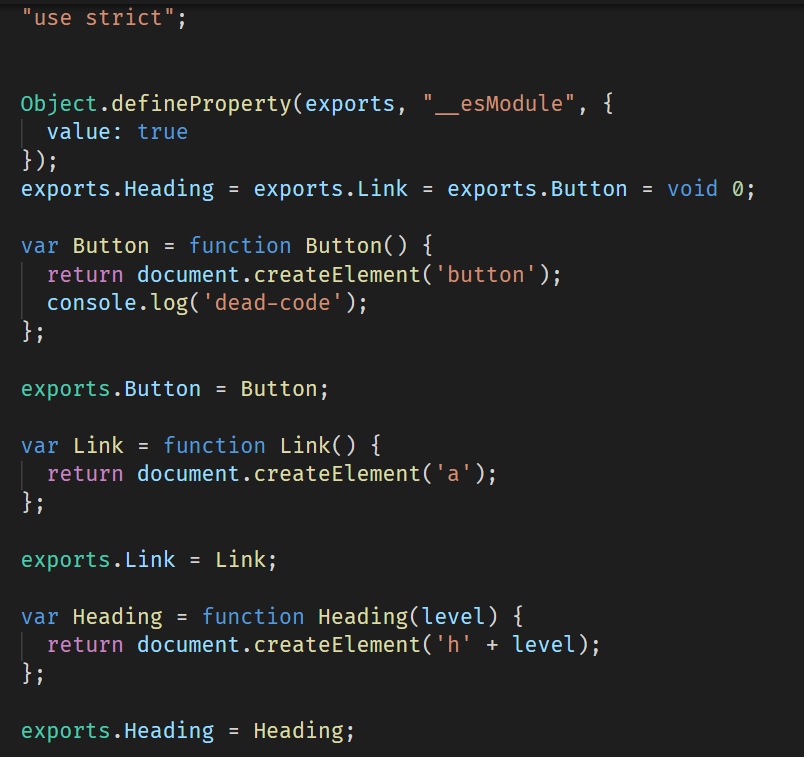 "use strict";
Object.defineProperty(exports, "__esModule", {
  value: true
});
exports.Heading = exports.Link = exports.Button = void 0;
var Button = function Button() {
  return document.createElement('button');
  console.log('dead-code');
};
exports.Button = Button;
var Link = function Link() {
  return document.createElement('a');
};
exports.Link = Link;
var Heading = function Heading(level) {
  return document.createElement('h' + level);
};
exports.Heading = Heading;